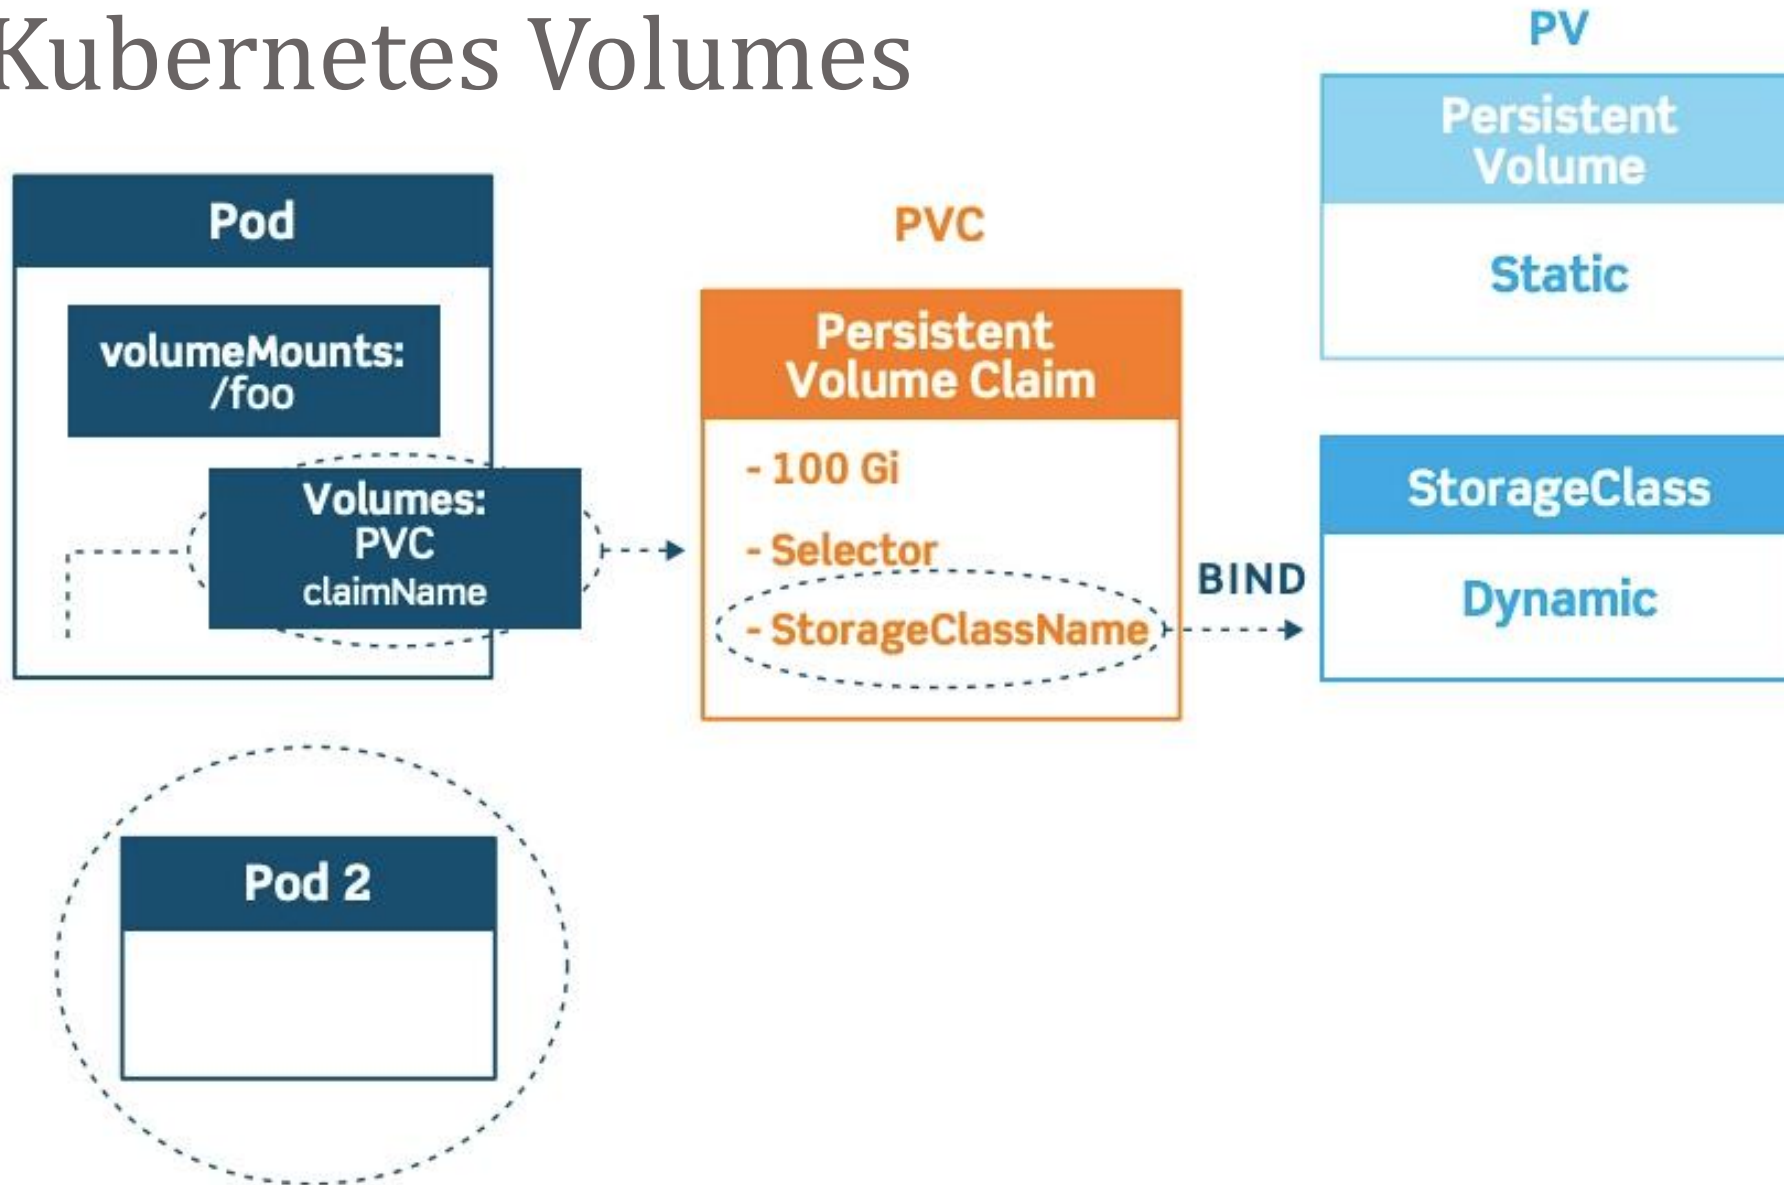 Kubernetes Volumes
Pod
volumeMounts:
/foo
Volumes:
PVC
claimName
Pod 2
PVC
Persistent
Volume Claim
- 100 Gi
- Selector
- StorageClassName
BIND
PV
Persistent
Volume
Static
StorageClass
Dynamic